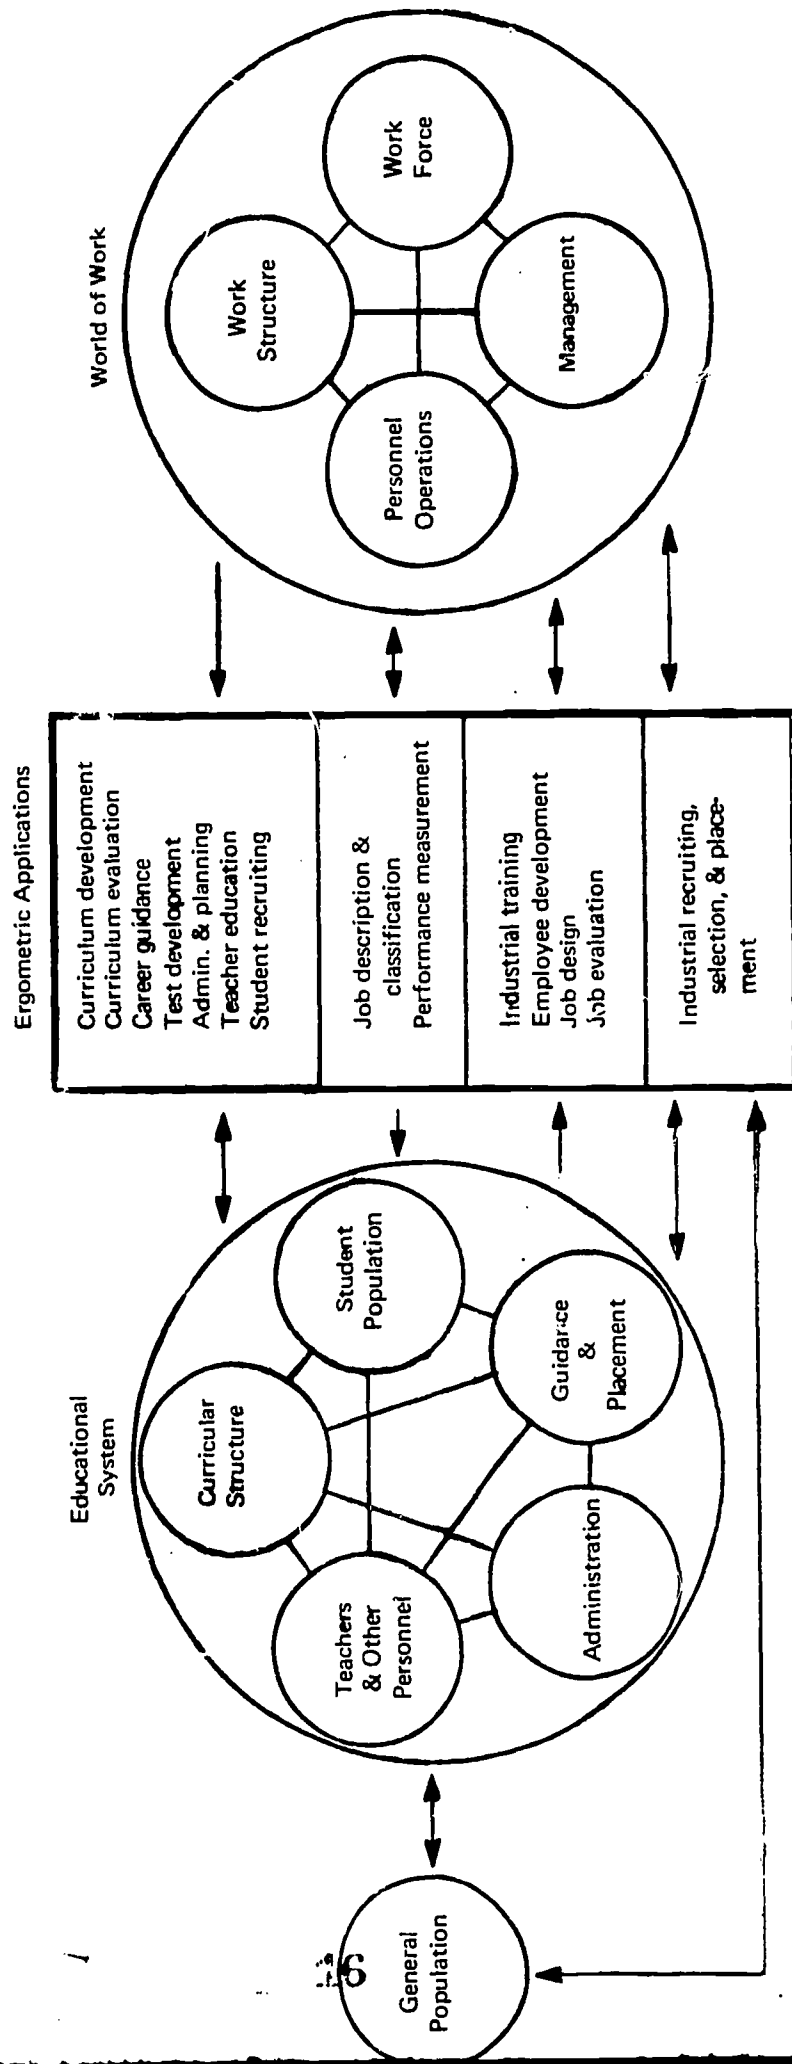 Educational
System
Ergometric Applications
World of Work
General
Population
Teachers
& Other
Personnel
Curricular
Structure
Student
Population
Administration
Guidance
&
Placement
Curriculum development
Curriculum evaluation
Career guidance
Test development
Admin. & planning
Teacher education
Student recruiting
Job description &
classification
Performance measurement
Industrial training
Employee development
Job design
Job evaluation
Industrial recruiting,
selection, & place-
ment
Personnel
Operations
Work
Structure
Work
Force
Management